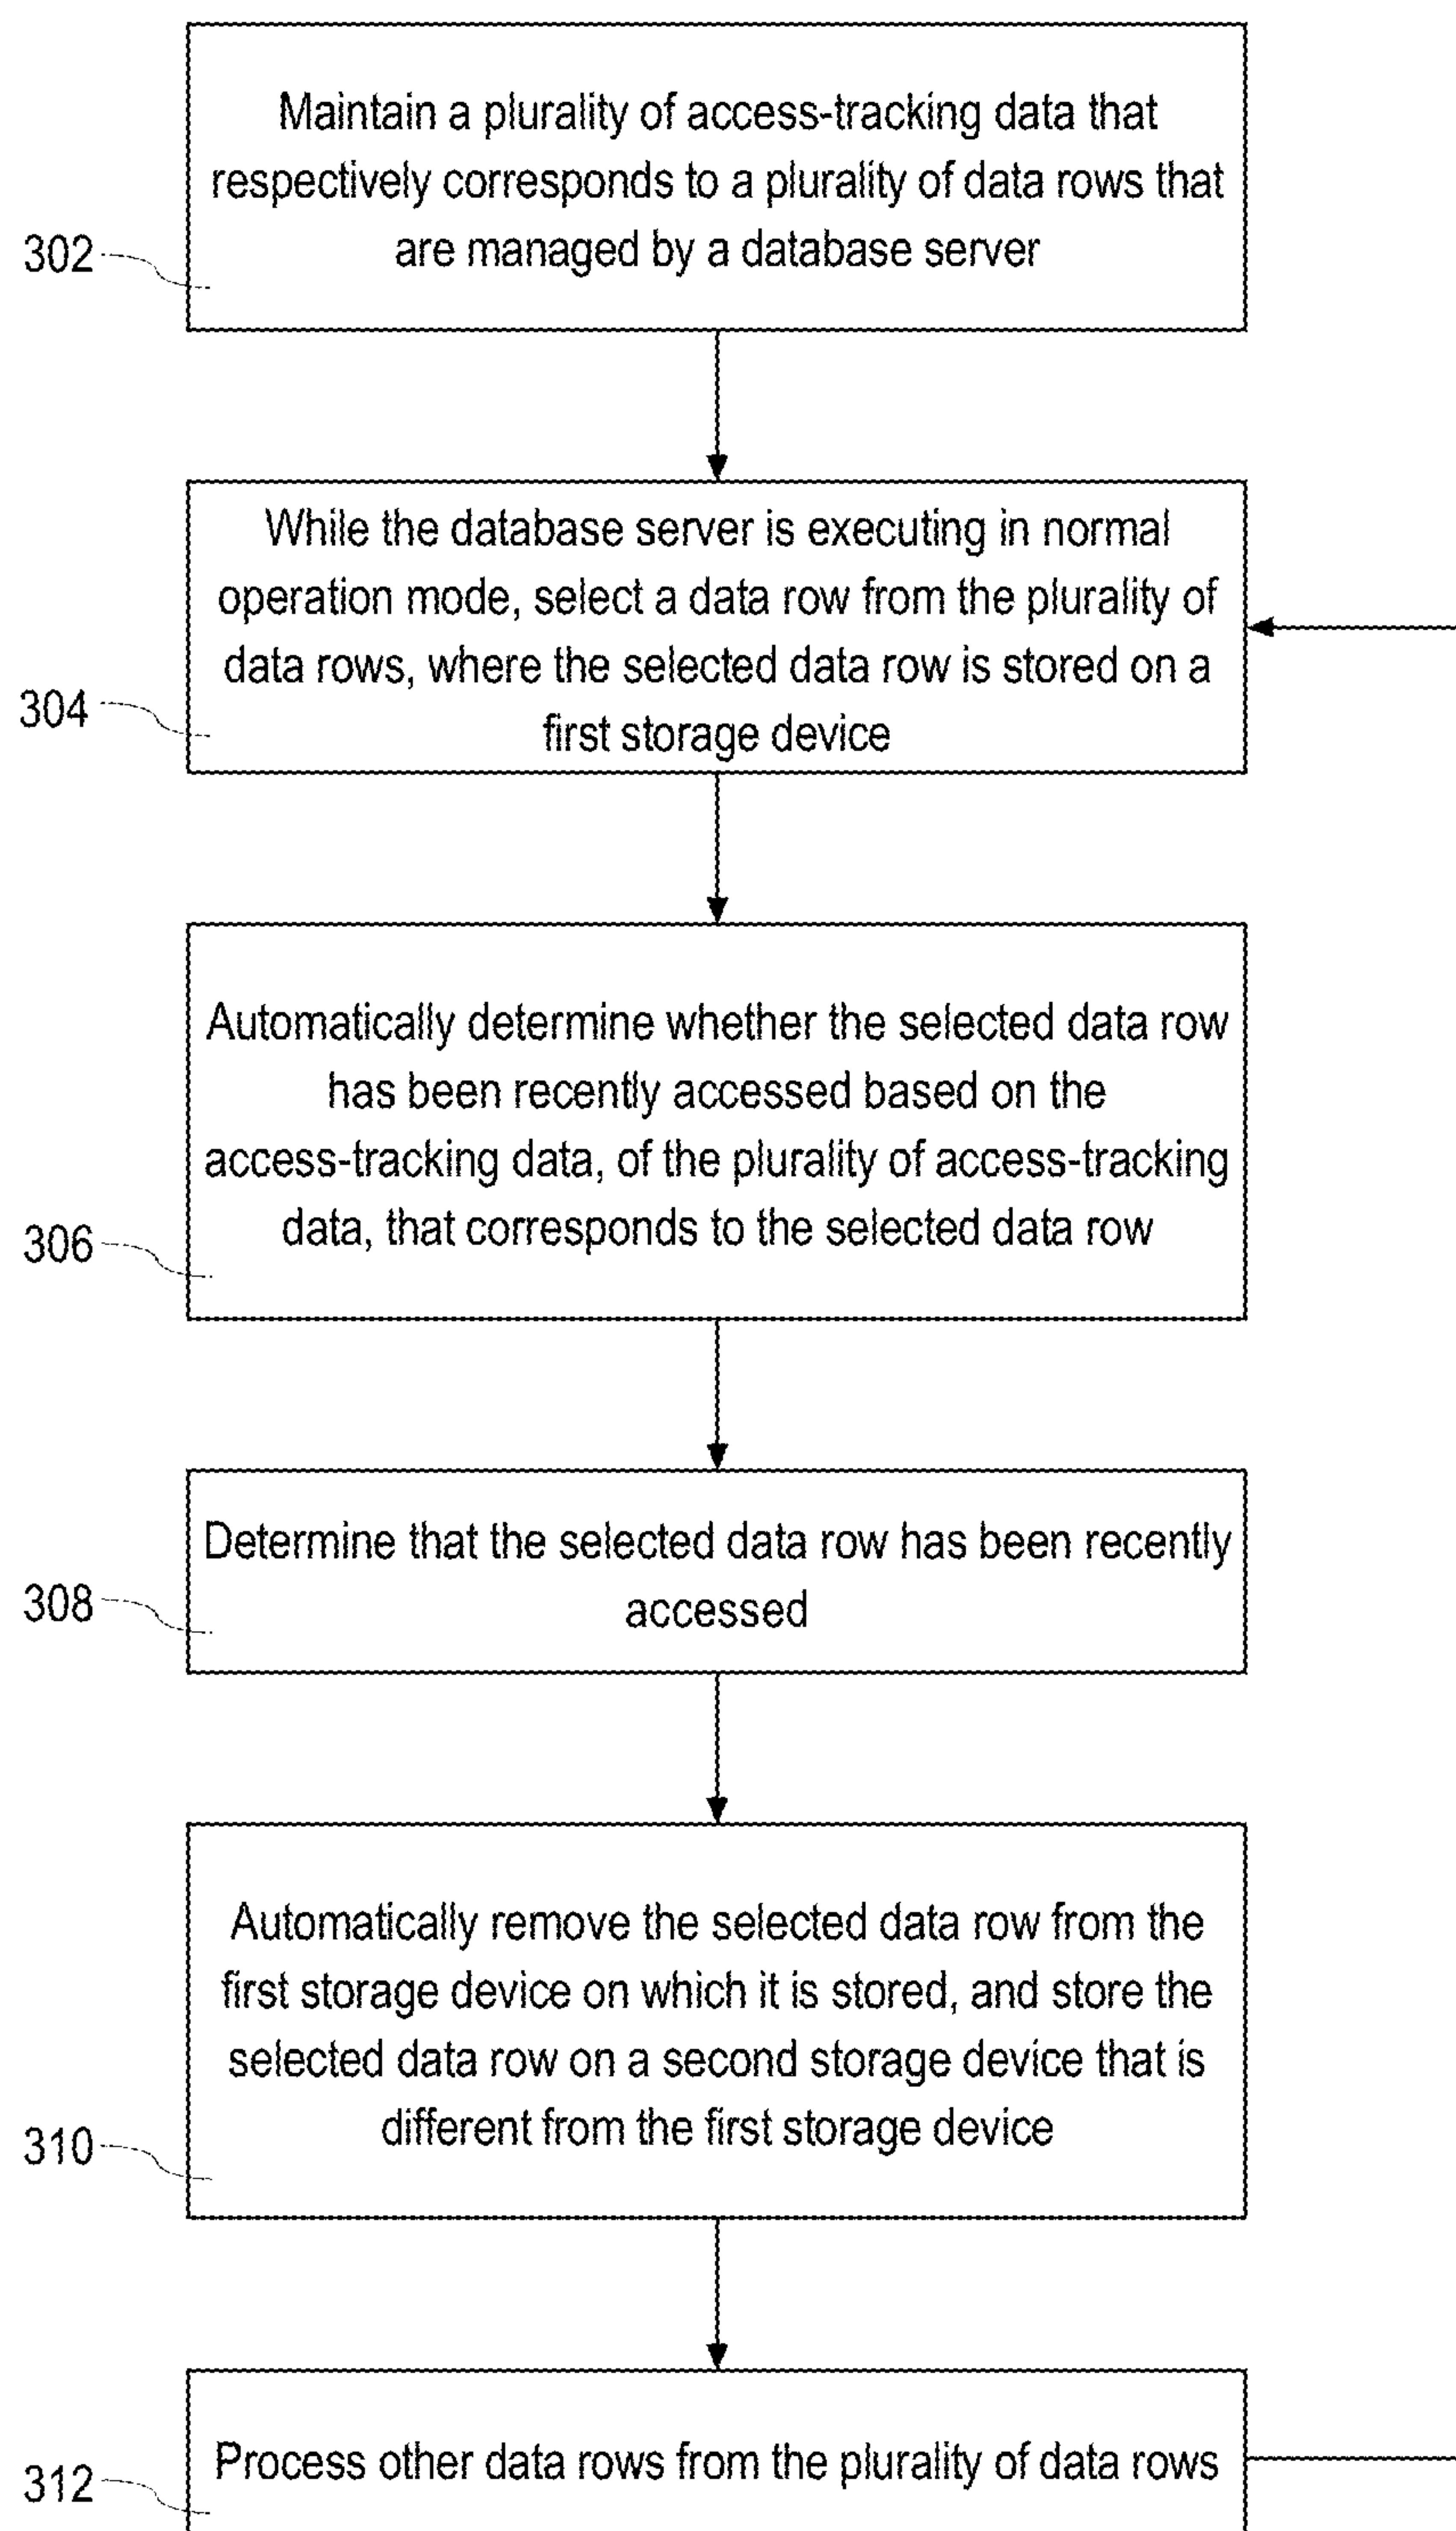 Maintain a plurality of access-tracking data that
respectively corresponds to a plurality of data rows that
are managed by a database server
302
While the database server is executing in normal
operation mode, select a data row from the plurality of
data rows, where the selected data row is stored on a
first storage device
304
Automatically determine whether the selected data row
has been recently accessed based on the
access-tracking data, of the plurality of access-tracking
data, that corresponds to the selected data row
306
Determine that the selected data row has been recently
accessed
308
Automatically remove the selected data row from the
first storage device on which it is stored, and store the
selected data row on a second storage device that is
different from the first storage device
310
Process other data rows from the plurality of data rows
312